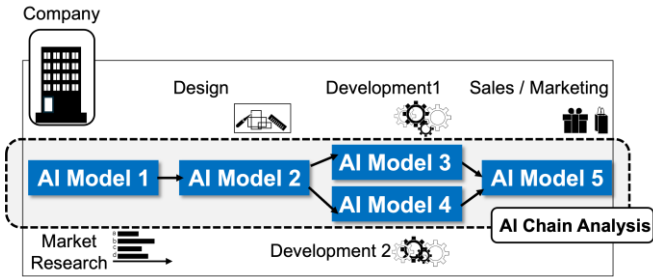 Company
Design
Development1
Sales / Marketing
AI Model 1
AI Model 2
AI Model 3
AI Model 4
AI Model 5
AI Chain Analysis
Market
Research
a
b
c
d
Development 2